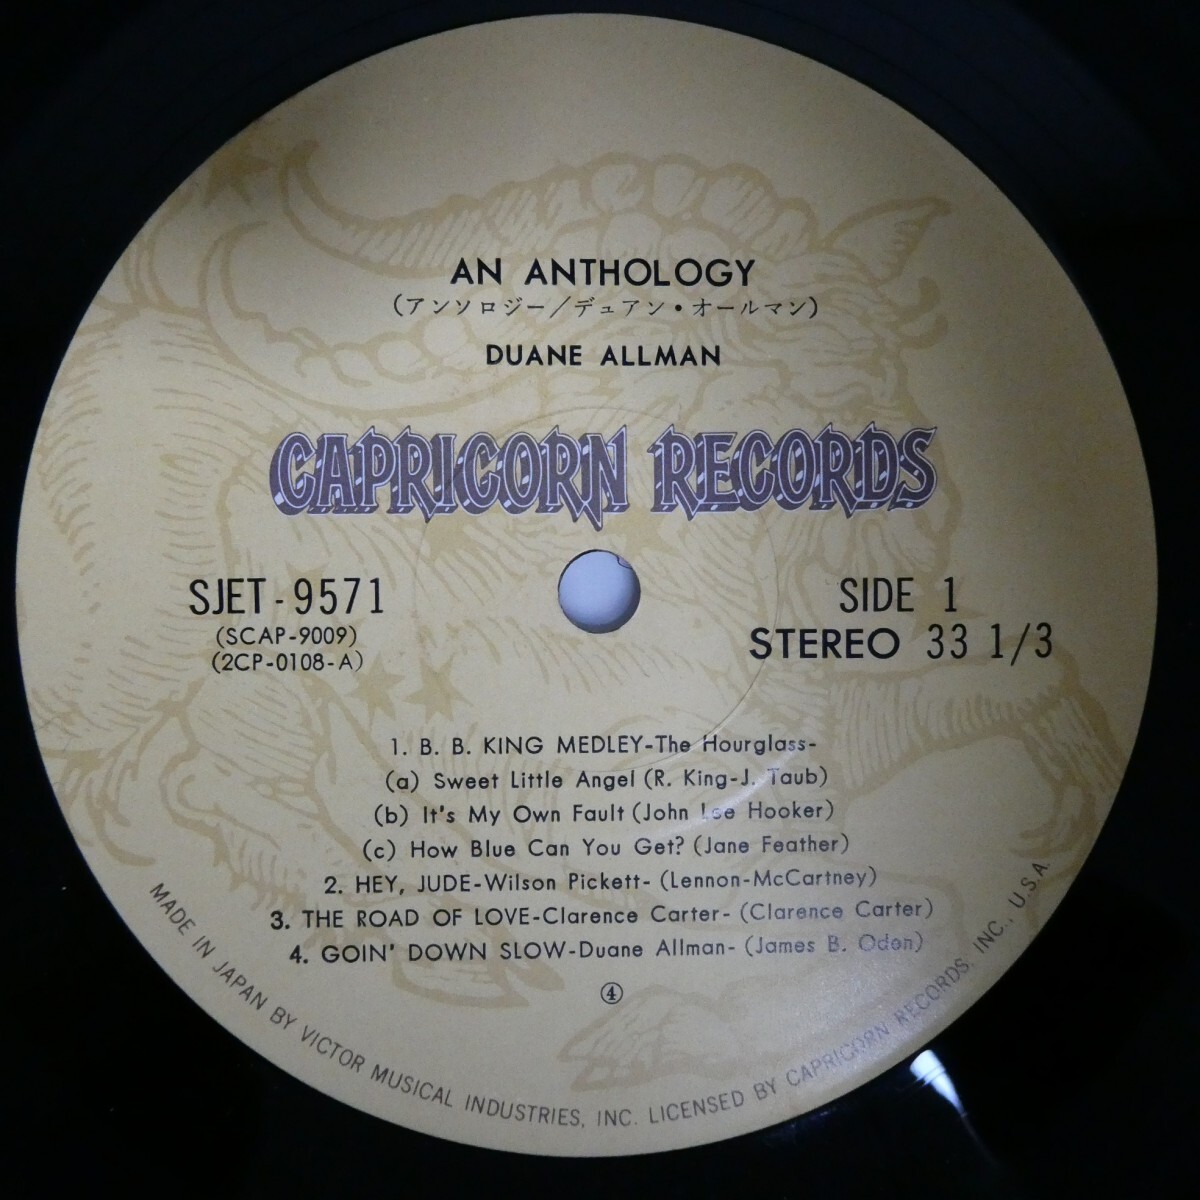 AN ANTHOLOGY
(アンソロジー/デュアン・オールマン)
DUANE ALLMAN
CAPRICORN RECORDS
SJET-9571
(SCAP-9009)
(2CP-0108-A)
SIDE 1
STEREO 33 1/3
1. B. B. KING MEDLEY-The Hourglass-
(a) Sweet Little Angel (R. King-J. Taub)
(b) It's My Own Fault (John Lee Hooker)
(c) How Blue Can You Get? (Jane Feather)
2. HEY, JUDE-Wilson Pickett- (Lennon-McCartney)
3. THE ROAD OF LOVE-Clarence Carter- (Clarence Carter)
4. GOIN' DOWN SLOW-Duane Allman- (James B. Oden)
④
MADE IN JAPAN BY VICTOR MUSICAL INDUSTRIES, INC. LICENSED BY CAPRICORN RECORDS, INC., U.S.A.